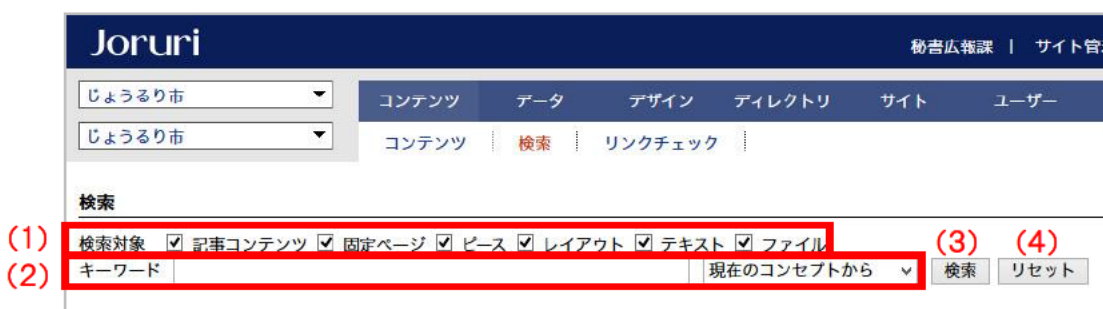 Joruri 秘書広報課 | サイト管
じょうるり市 コンテンツ データ デザイン ディレクトリ サイト ユーザー
じょうるり市 コンテンツ 検索 リンクチェック
検索
(1) 検索対象 記事コンテンツ 固定ページ ピース レイアウト テキスト ファイル (3) (4)
(2) キーワード 現在のコンセプトから 検索 リセット